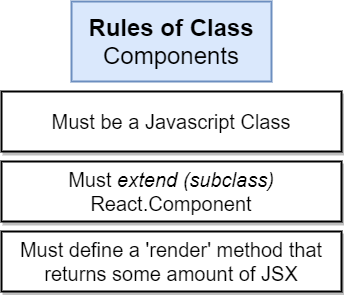 Rules of Class
Components
Must be a Javascript Class
Must extend (subclass)
React.Component
Must define a 'render' method that
returns some amount of JSX